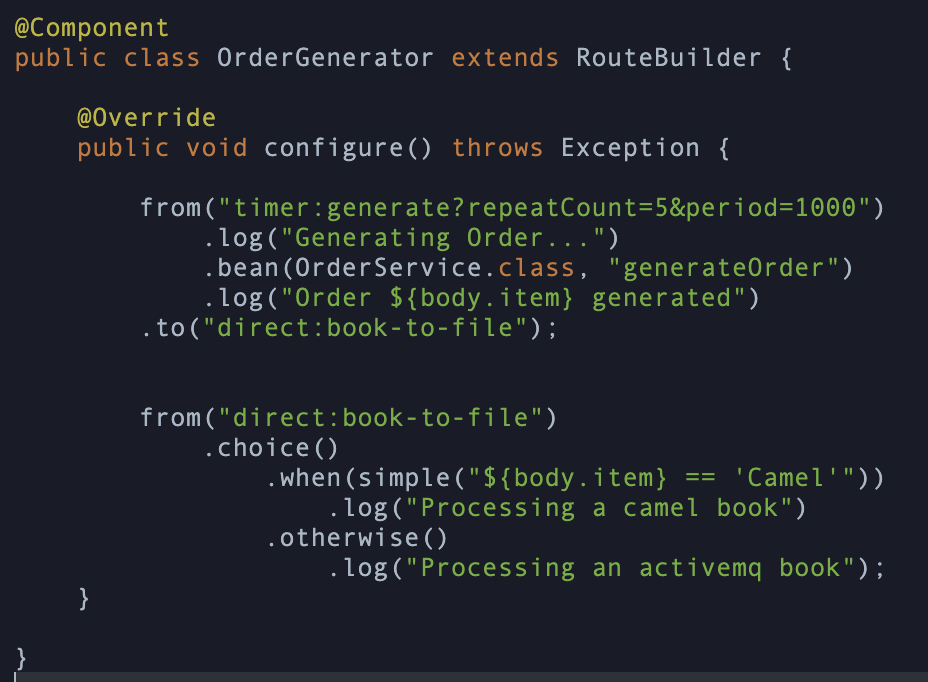 @Component
public class OrderGenerator extends RouteBuilder {
@Override
public void configure() throws Exception {
from("timer:generate?repeatCount=5&period=1000")
.log("Generating Order...")
.bean(OrderService.class, "generateOrder")
.log("Order ${body.item} generated")
.to("direct:book-to-file");
from("direct:book-to-file")
.choice()
.when(simple("${body.item} == 'Camel'"))
.log("Processing a camel book")
.otherwise()
.log("Processing an activemq book");
}
}